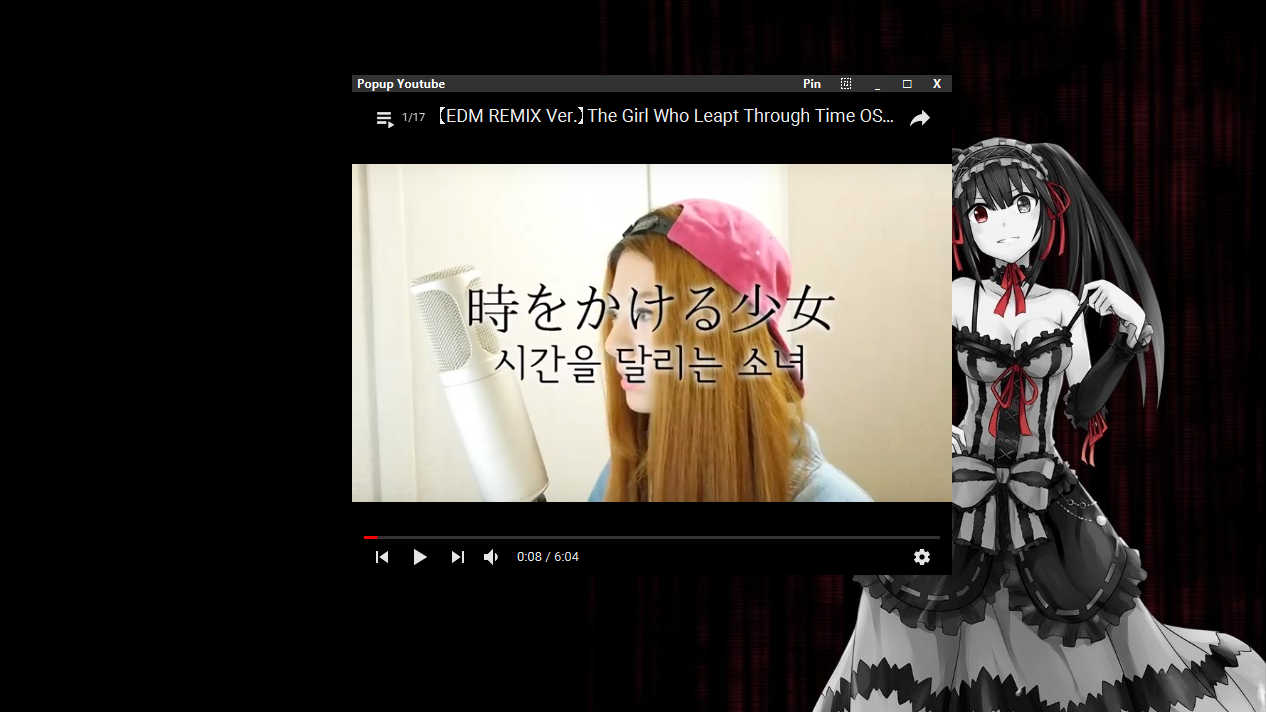 Popup Youtube Pin _ X
1/17 【EDM REMIX Ver.】The Girl Who Leapt Through Time OS...
時をかける少女
시간을 달리는 소녀
0:08 / 6:04